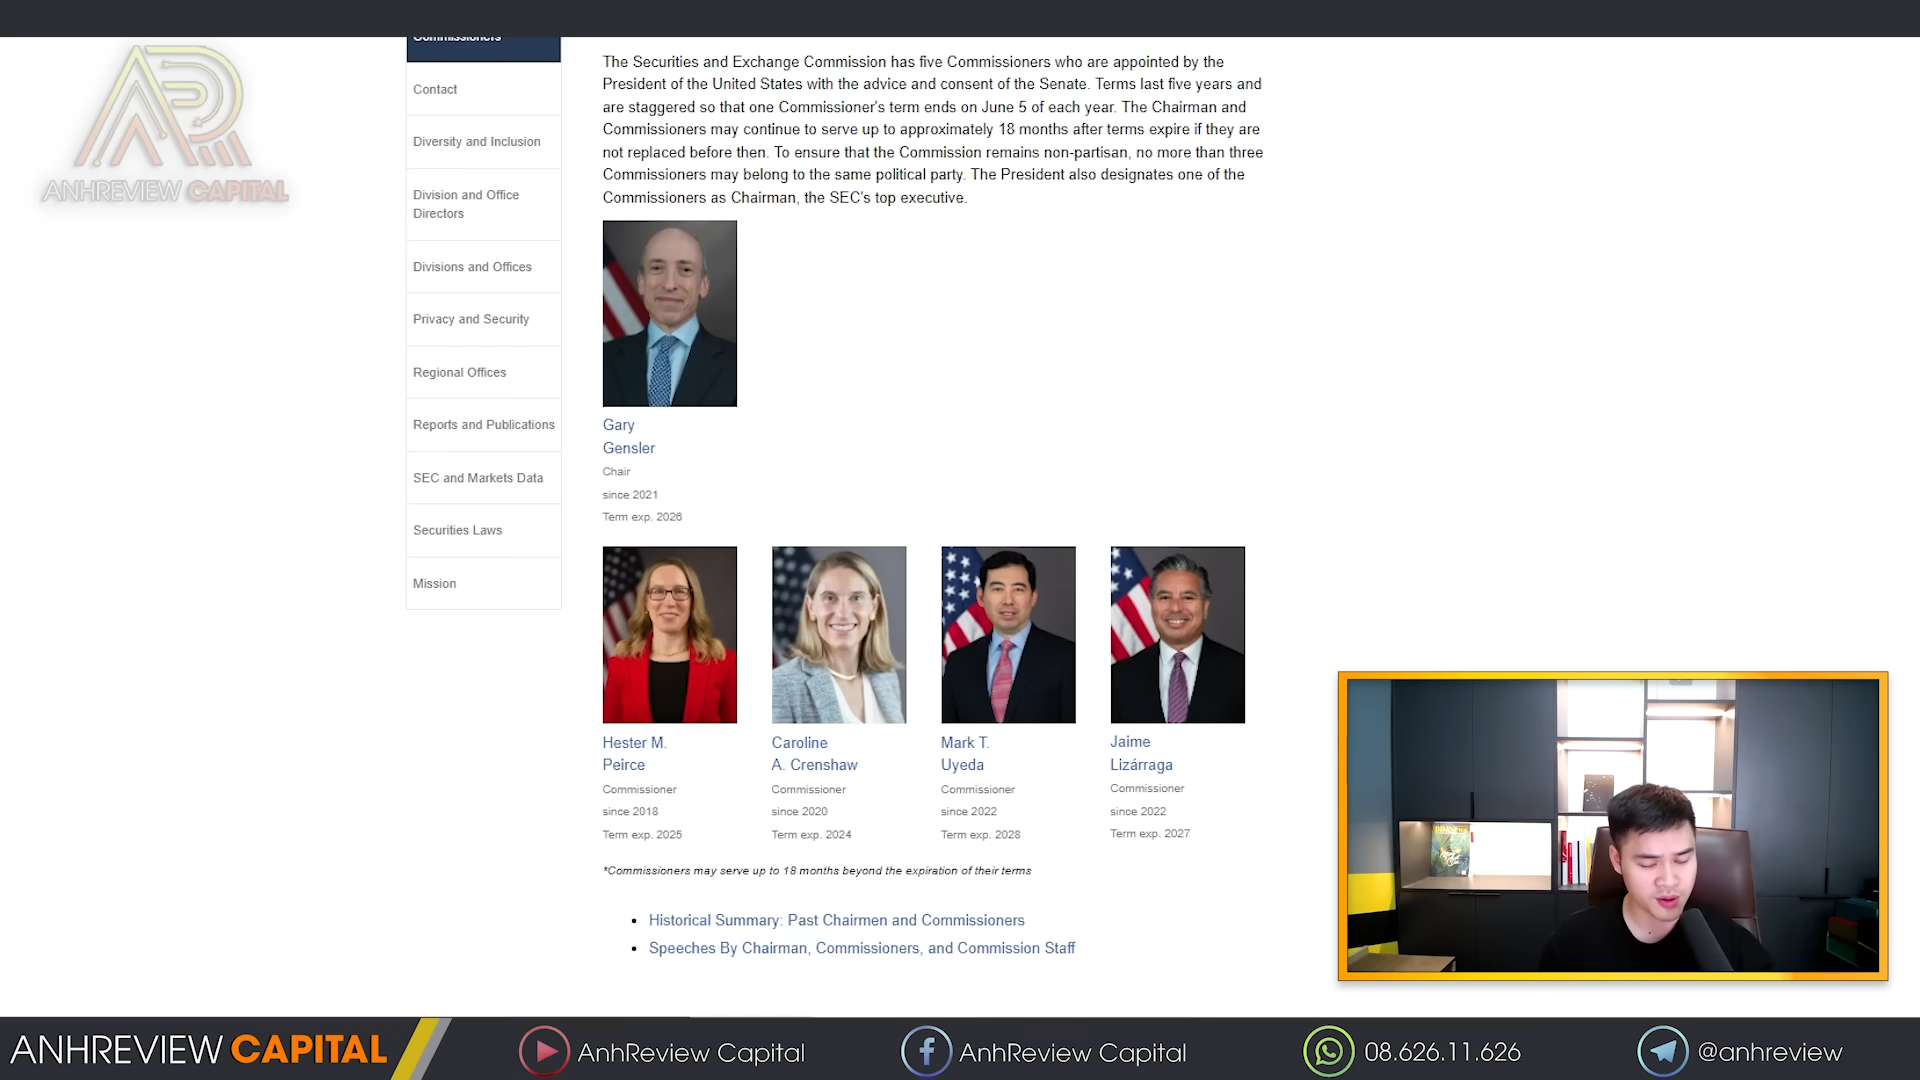 Commissioners
ANHREVIEW CAPITAL
Contact
Diversity and Inclusion
Division and Office
Directors
Divisions and Offices
Privacy and Security
Regional Offices
Reports and Publications
SEC and Markets Data
Securities Laws
Mission
The Securities and Exchange Commission has five Commissioners who are appointed by the
President of the United States with the advice and consent of the Senate. Terms last five years and
are staggered so that one Commissioner's term ends on June 5 of each year. The Chairman and
Commissioners may continue to serve up to approximately 18 months after terms expire if they are
not replaced before then. To ensure that the Commission remains non-partisan, no more than three
Commissioners may belong to the same political party. The President also designates one of the
Commissioners as Chairman, the SEC's top executive.
Gary
Gensler
Chair
since 2021
Term exp. 2026
Hester M.
Peirce
Commissioner
since 2018
Term exp. 2025
Caroline
A. Crenshaw
Commissioner
since 2020
Term exp. 2024
Mark T.
Uyeda
Commissioner
since 2022
Term exp. 2028
Jaime
Lizárraga
Commissioner
since 2022
Term exp. 2027
*Commissioners may serve up to 18 months beyond the expiration of their terms
• Historical Summary: Past Chairmen and Commissioners
• Speeches By Chairman, Commissioners, and Commission Staff
ANHREVIEW CAPITAL
AnhReview Capital
AnhReview Capital
08.626.11.626
@anhreview